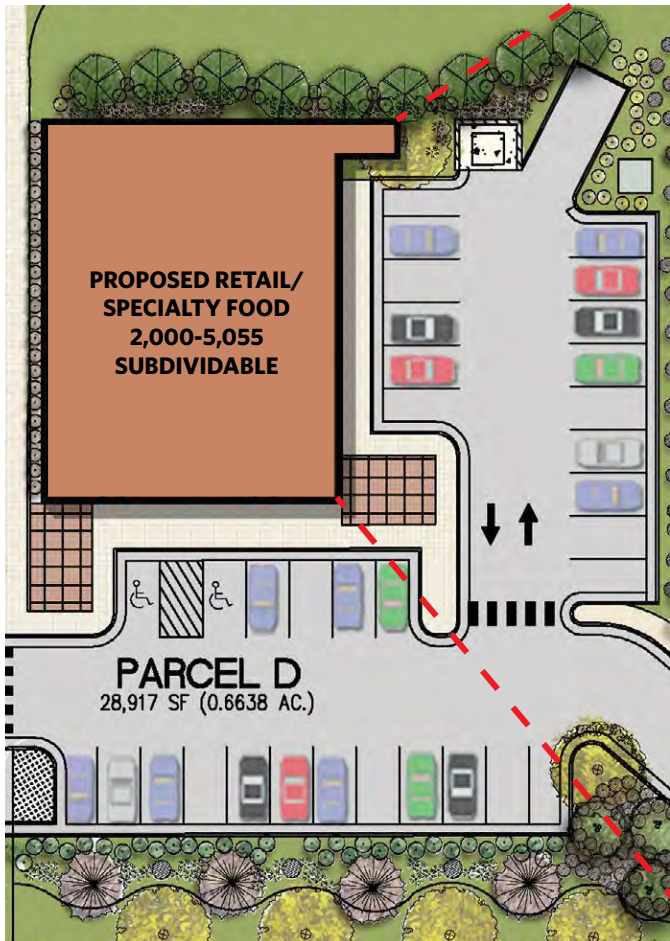 PROPOSED RETAIL/
SPECIALTY FOOD
2,000-5,055
SUBDIVIDABLE
PARCEL D
28,917 SF (0.6638 AC.)